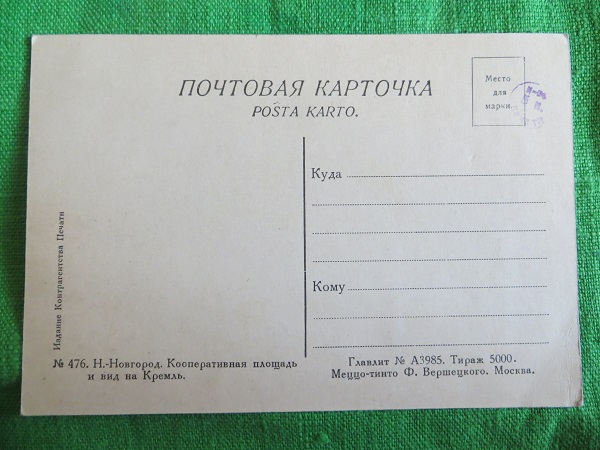 ПОЧТОВАЯ КАРТОЧКА
POŜTA KARTO.
Место
для
марки.
Куда
Кому
Издание Контрагентства Печати
№ 476. Н.-Новгород. Кооперативная площадь
и вид на Кремль.
Главлит № А3985. Тираж 5000.
Меццо-тинто Ф. Вершецкого. Москва.